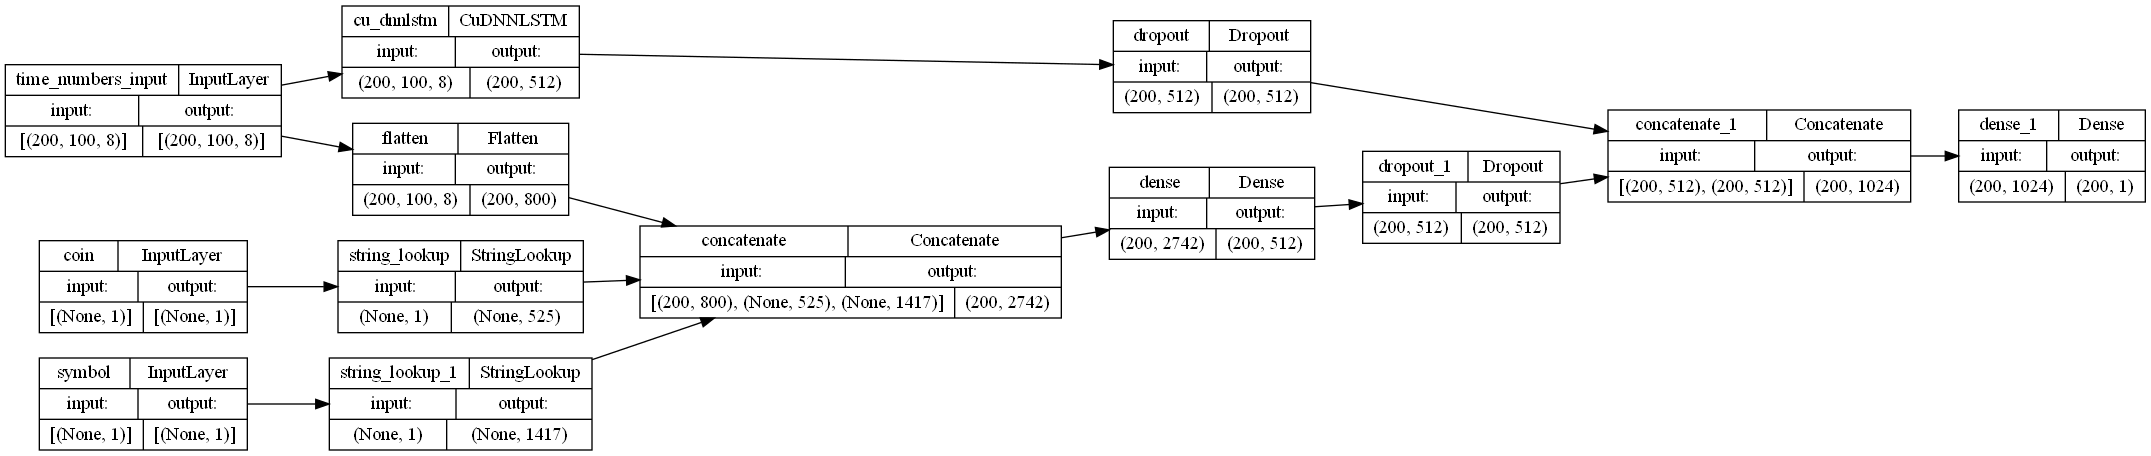 time_numbers_input InputLayer
input: output:
[(200, 100, 8)] [(200, 100, 8)]
cu_dnnlstm CuDNNLSTM
input: output:
(200, 100, 8) (200, 512)
flatten Flatten
input: output:
(200, 100, 8) (200, 800)
coin InputLayer
input: output:
[(None, 1)] [(None, 1)]
string_lookup StringLookup
input: output:
(None, 1) (None, 525)
symbol InputLayer
input: output:
[(None, 1)] [(None, 1)]
string_lookup_1 StringLookup
input: output:
(None, 1) (None, 1417)
concatenate Concatenate
input: output:
[(200, 800), (None, 525), (None, 1417)] (200, 2742)
dropout Dropout
input: output:
(200, 512) (200, 512)
dense Dense
input: output:
(200, 2742) (200, 512)
dropout_1 Dropout
input: output:
(200, 512) (200, 512)
concatenate_1 Concatenate
input: output:
[(200, 512), (200, 512)] (200, 1024)
dense_1 Dense
input: output:
(200, 1024) (200, 1)